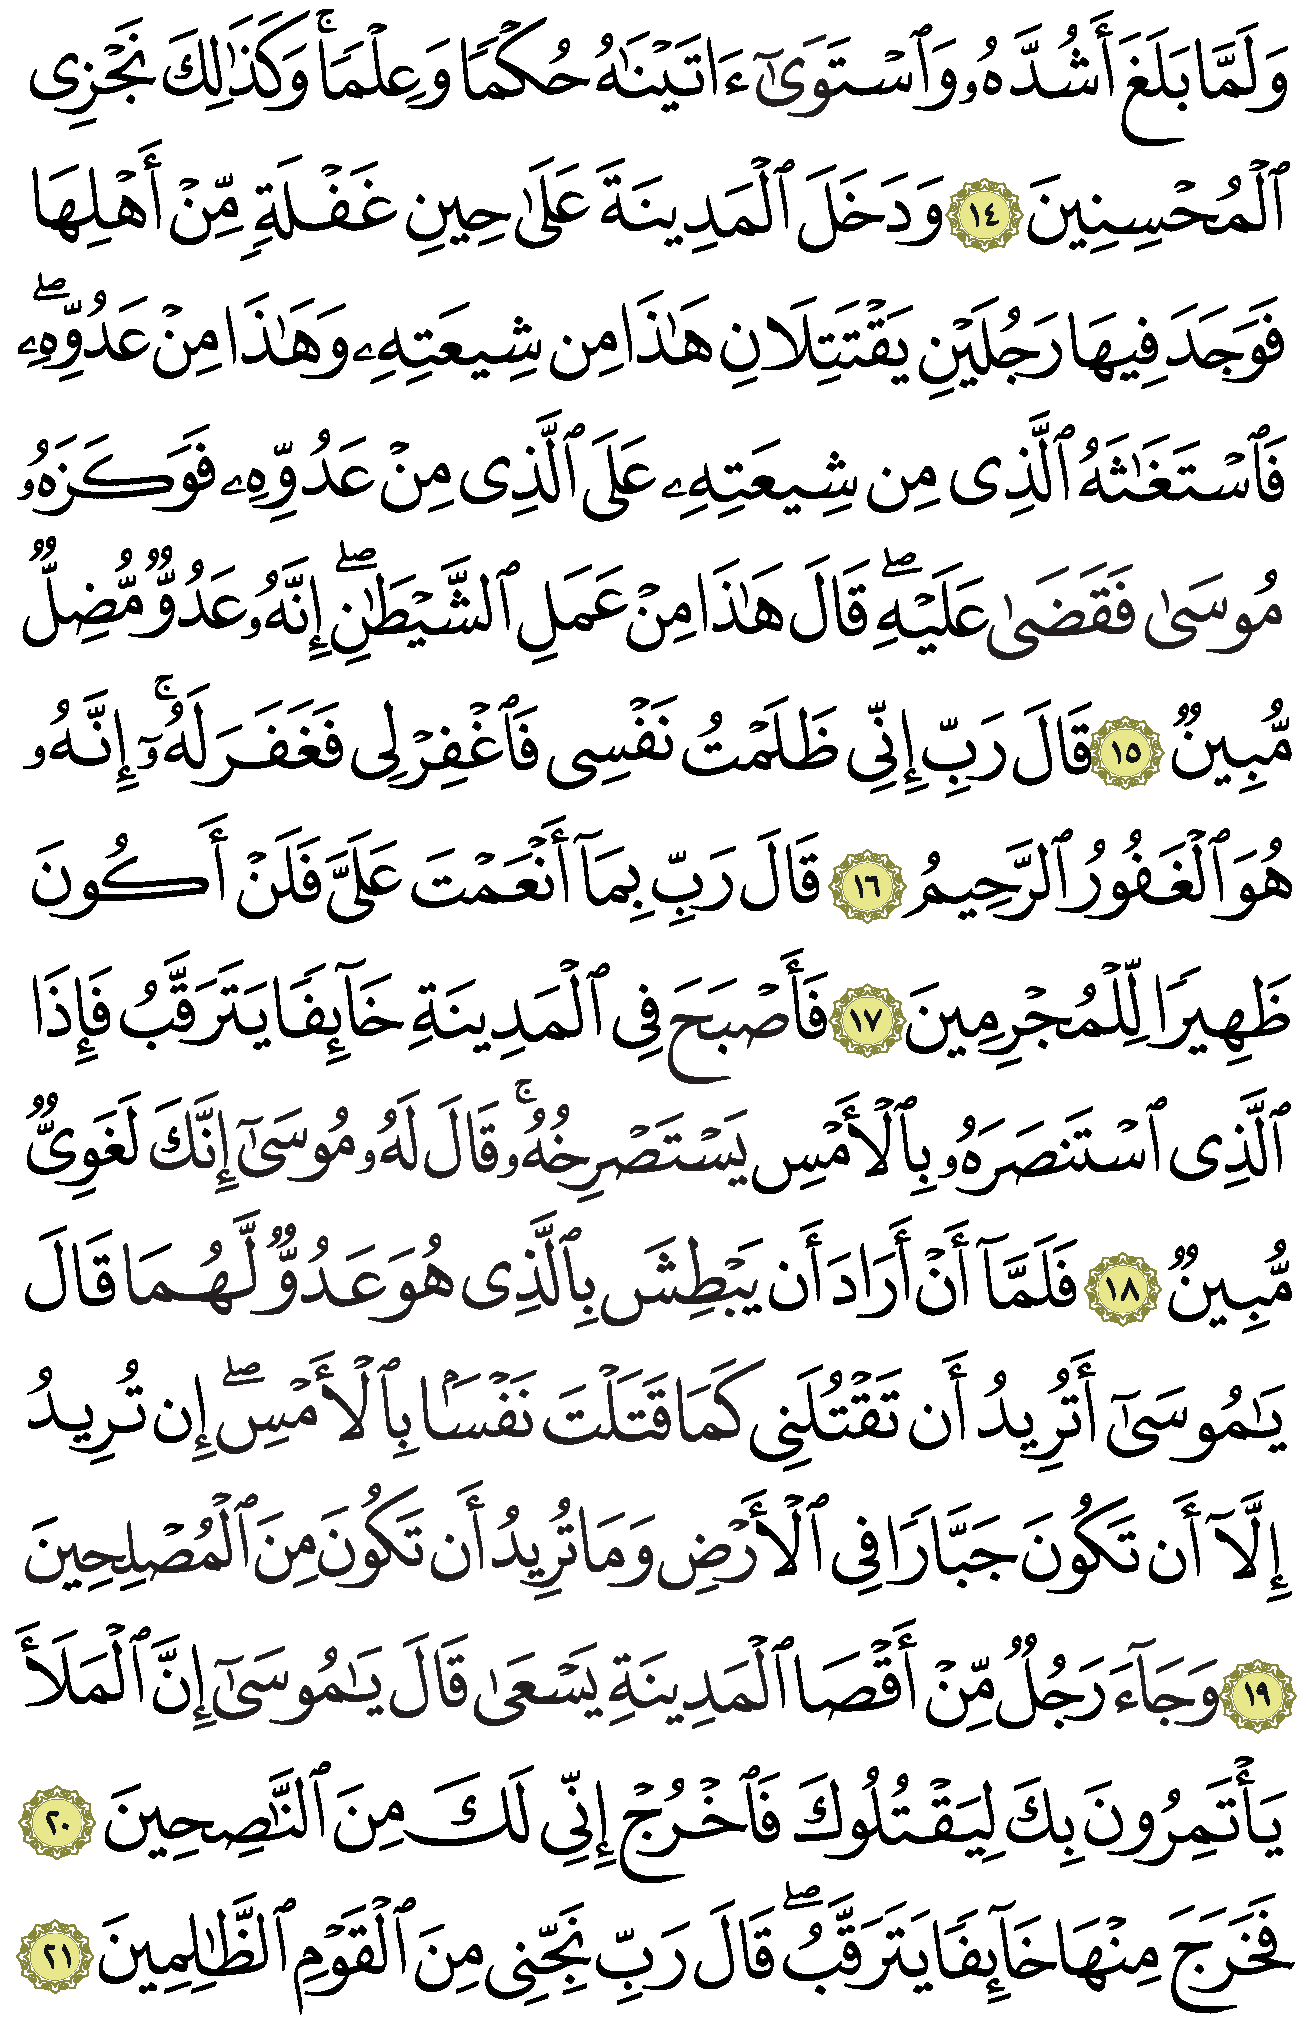 وَلَمَّا بَلَغَ أَشُدَّهُۥ وَٱسۡتَوَىٰٓ ءَاتَيۡنَٰهُ حُكۡمٗا وَعِلۡمٗاۚ وَكَذَٰلِكَ نَجۡزِي
ٱلۡمُحۡسِنِينَ ١٤ وَدَخَلَ ٱلۡمَدِينَةَ عَلَىٰ حِينِ غَفۡلَةٖ مِّنۡ أَهۡلِهَا
فَوَجَدَ فِيهَا رَجُلَيۡنِ يَقۡتَتِلَانِ هَٰذَا مِن شِيعَتِهِۦ وَهَٰذَا مِنۡ عَدُوِّهِۦۖ
فَٱسۡتَغَٰثَهُ ٱلَّذِي مِن شِيعَتِهِۦ عَلَى ٱلَّذِي مِنۡ عَدُوِّهِۦ فَوَكَزَهُۥ
مُوسَىٰ فَقَضَىٰ عَلَيۡهِۖ قَالَ هَٰذَا مِنۡ عَمَلِ ٱلشَّيۡطَٰنِۖ إِنَّهُۥ عَدُوّٞ مُّضِلّٞ
مُّبِينٞ ١٥ قَالَ رَبِّ إِنِّي ظَلَمۡتُ نَفۡسِي فَٱغۡفِرۡ لِي فَغَفَرَ لَهُۥٓۚ إِنَّهُۥ
هُوَ ٱلۡغَفُورُ ٱلرَّحِيمُ ١٦ قَالَ رَبِّ بِمَآ أَنۡعَمۡتَ عَلَيَّ فَلَنۡ أَكُونَ
ظَهِيرٗا لِّلۡمُجۡرِمِينَ ١٧ فَأَصۡبَحَ فِي ٱلۡمَدِينَةِ خَآئِفٗا يَتَرَقَّبُ فَإِذَا
ٱلَّذِي ٱسۡتَنصَرَهُۥ بِٱلۡأَمۡسِ يَسۡتَصۡرِخُهُۥۚ قَالَ لَهُۥ مُوسَىٰٓ إِنَّكَ لَغَوِيّٞ
مُّبِينٞ ١٨ فَلَمَّآ أَنۡ أَرَادَ أَن يَبۡطِشَ بِٱلَّذِي هُوَ عَدُوّٞ لَّهُمَا قَالَ
يَٰمُوسَىٰٓ أَتُرِيدُ أَن تَقۡتُلَنِي كَمَا قَتَلۡتَ نَفۡسَۢا بِٱلۡأَمۡسِۖ إِن تُرِيدُ
إِلَّآ أَن تَكُونَ جَبَّارٗا فِي ٱلۡأَرۡضِ وَمَا تُرِيدُ أَن تَكُونَ مِنَ ٱلۡمُصۡلِحِينَ
١٩ وَجَآءَ رَجُلٞ مِّنۡ أَقۡصَا ٱلۡمَدِينَةِ يَسۡعَىٰ قَالَ يَٰمُوسَىٰٓ إِنَّ ٱلۡمَلَأَ
يَأۡتَمِرُونَ بِكَ لِيَقۡتُلُوكَ فَٱخۡرُجۡ إِنِّي لَكَ مِنَ ٱلنَّٰصِحِينَ ٢٠
فَخَرَجَ مِنۡهَا خَآئِفٗا يَتَرَقَّبُۖ قَالَ رَبِّ نَجِّنِي مِنَ ٱلۡقَوۡمِ ٱلظَّٰلِمِينَ ٢١